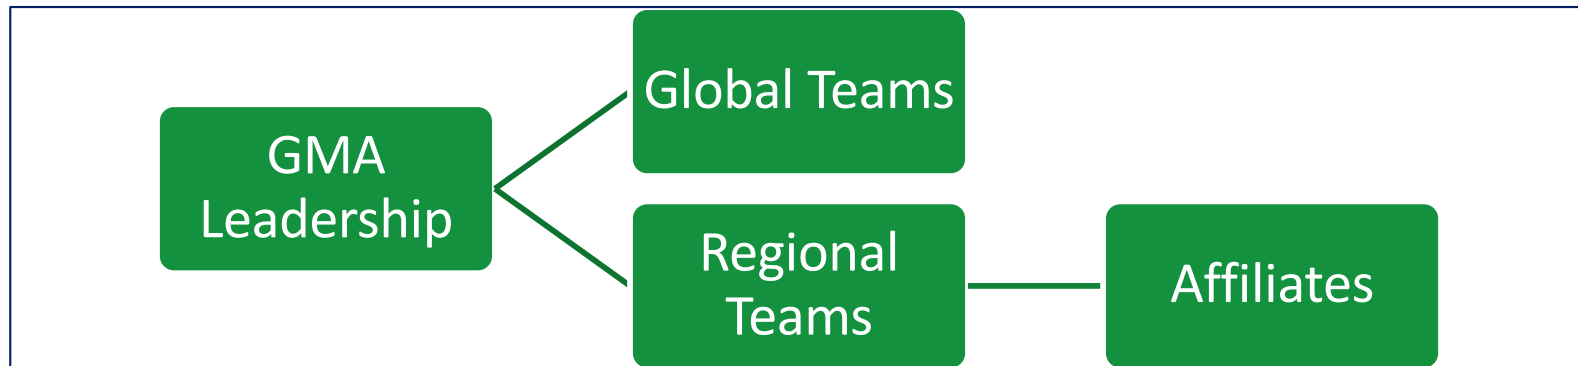 GMA
Leadership
Global Teams
Regional
Teams
Affiliates